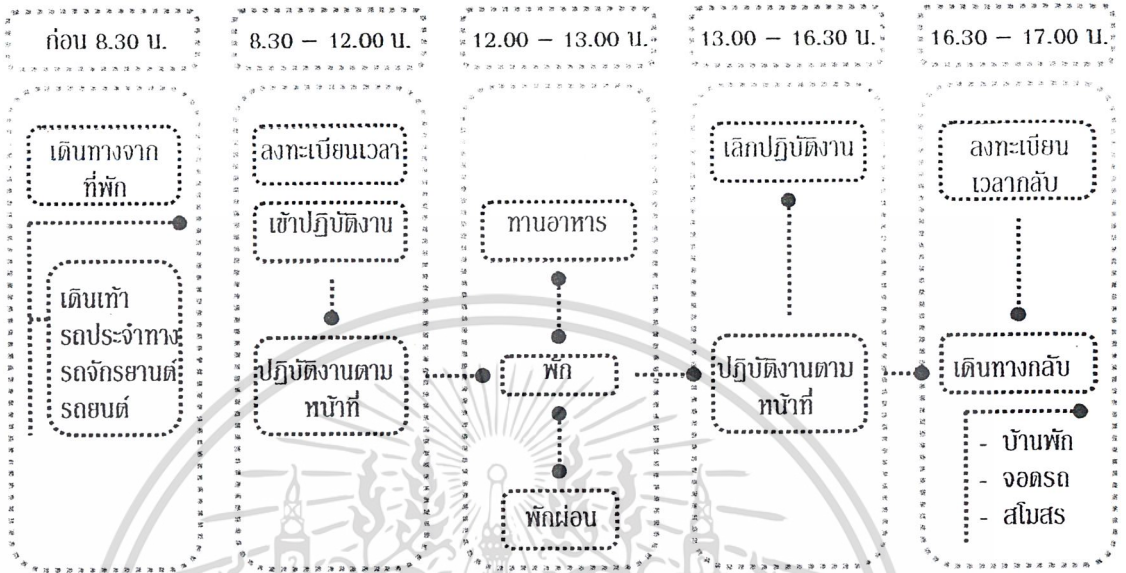 ก่อน 8.30 น.
8.30 – 12.00 น.
12.00 – 13.00 น.
13.00 – 16.30 น.
16.30 – 17.00 น.
เดินทางจาก
ที่พัก
เดินเท้า
รถประจำทาง
รถจักรยานต์
รถยนต์
ลงทะเบียนเวลา
เข้าปฏิบัติงาน
ปฏิบัติงานตาม
หน้าที่
ทานอาหาร
พัก
พักผ่อน
เลิกปฏิบัติงาน
ปฏิบัติงานตาม
หน้าที่
ลงทะเบียน
เวลากลับ
เดินทางกลับ
- บ้านพัก
- จอดรถ
- สโมสร